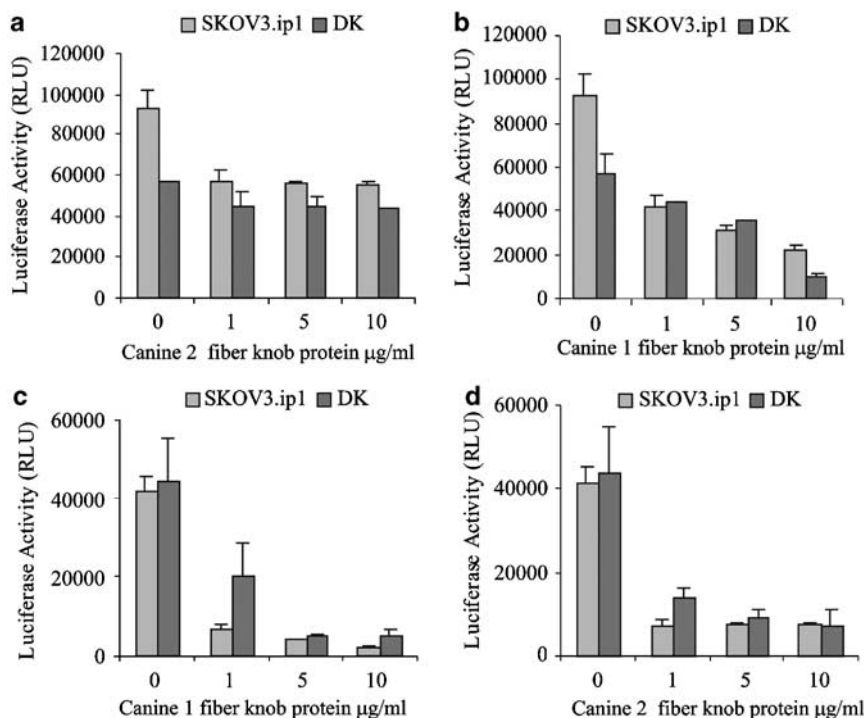 a
SKOV3.ip1 DK
Luciferase Activity (RLU)
120000
100000
80000
60000
40000
20000
0
0 1 5 10
Canine 2 fiber knob protein µg/ml
b
SKOV3.ip1 DK
Luciferase Activity (RLU)
120000
100000
80000
60000
40000
20000
0
0 1 5 10
Canine 1 fiber knob protein µg/ml
c
SKOV3.ip1 DK
Luciferase Activity (RLU)
60000
40000
20000
0
0 1 5 10
Canine 1 fiber knob protein µg/ml
d
SKOV3.ip1 DK
Luciferase Activity (RLU)
60000
40000
20000
0
0 1 5 10
Canine 2 fiber knob protein µg/ml